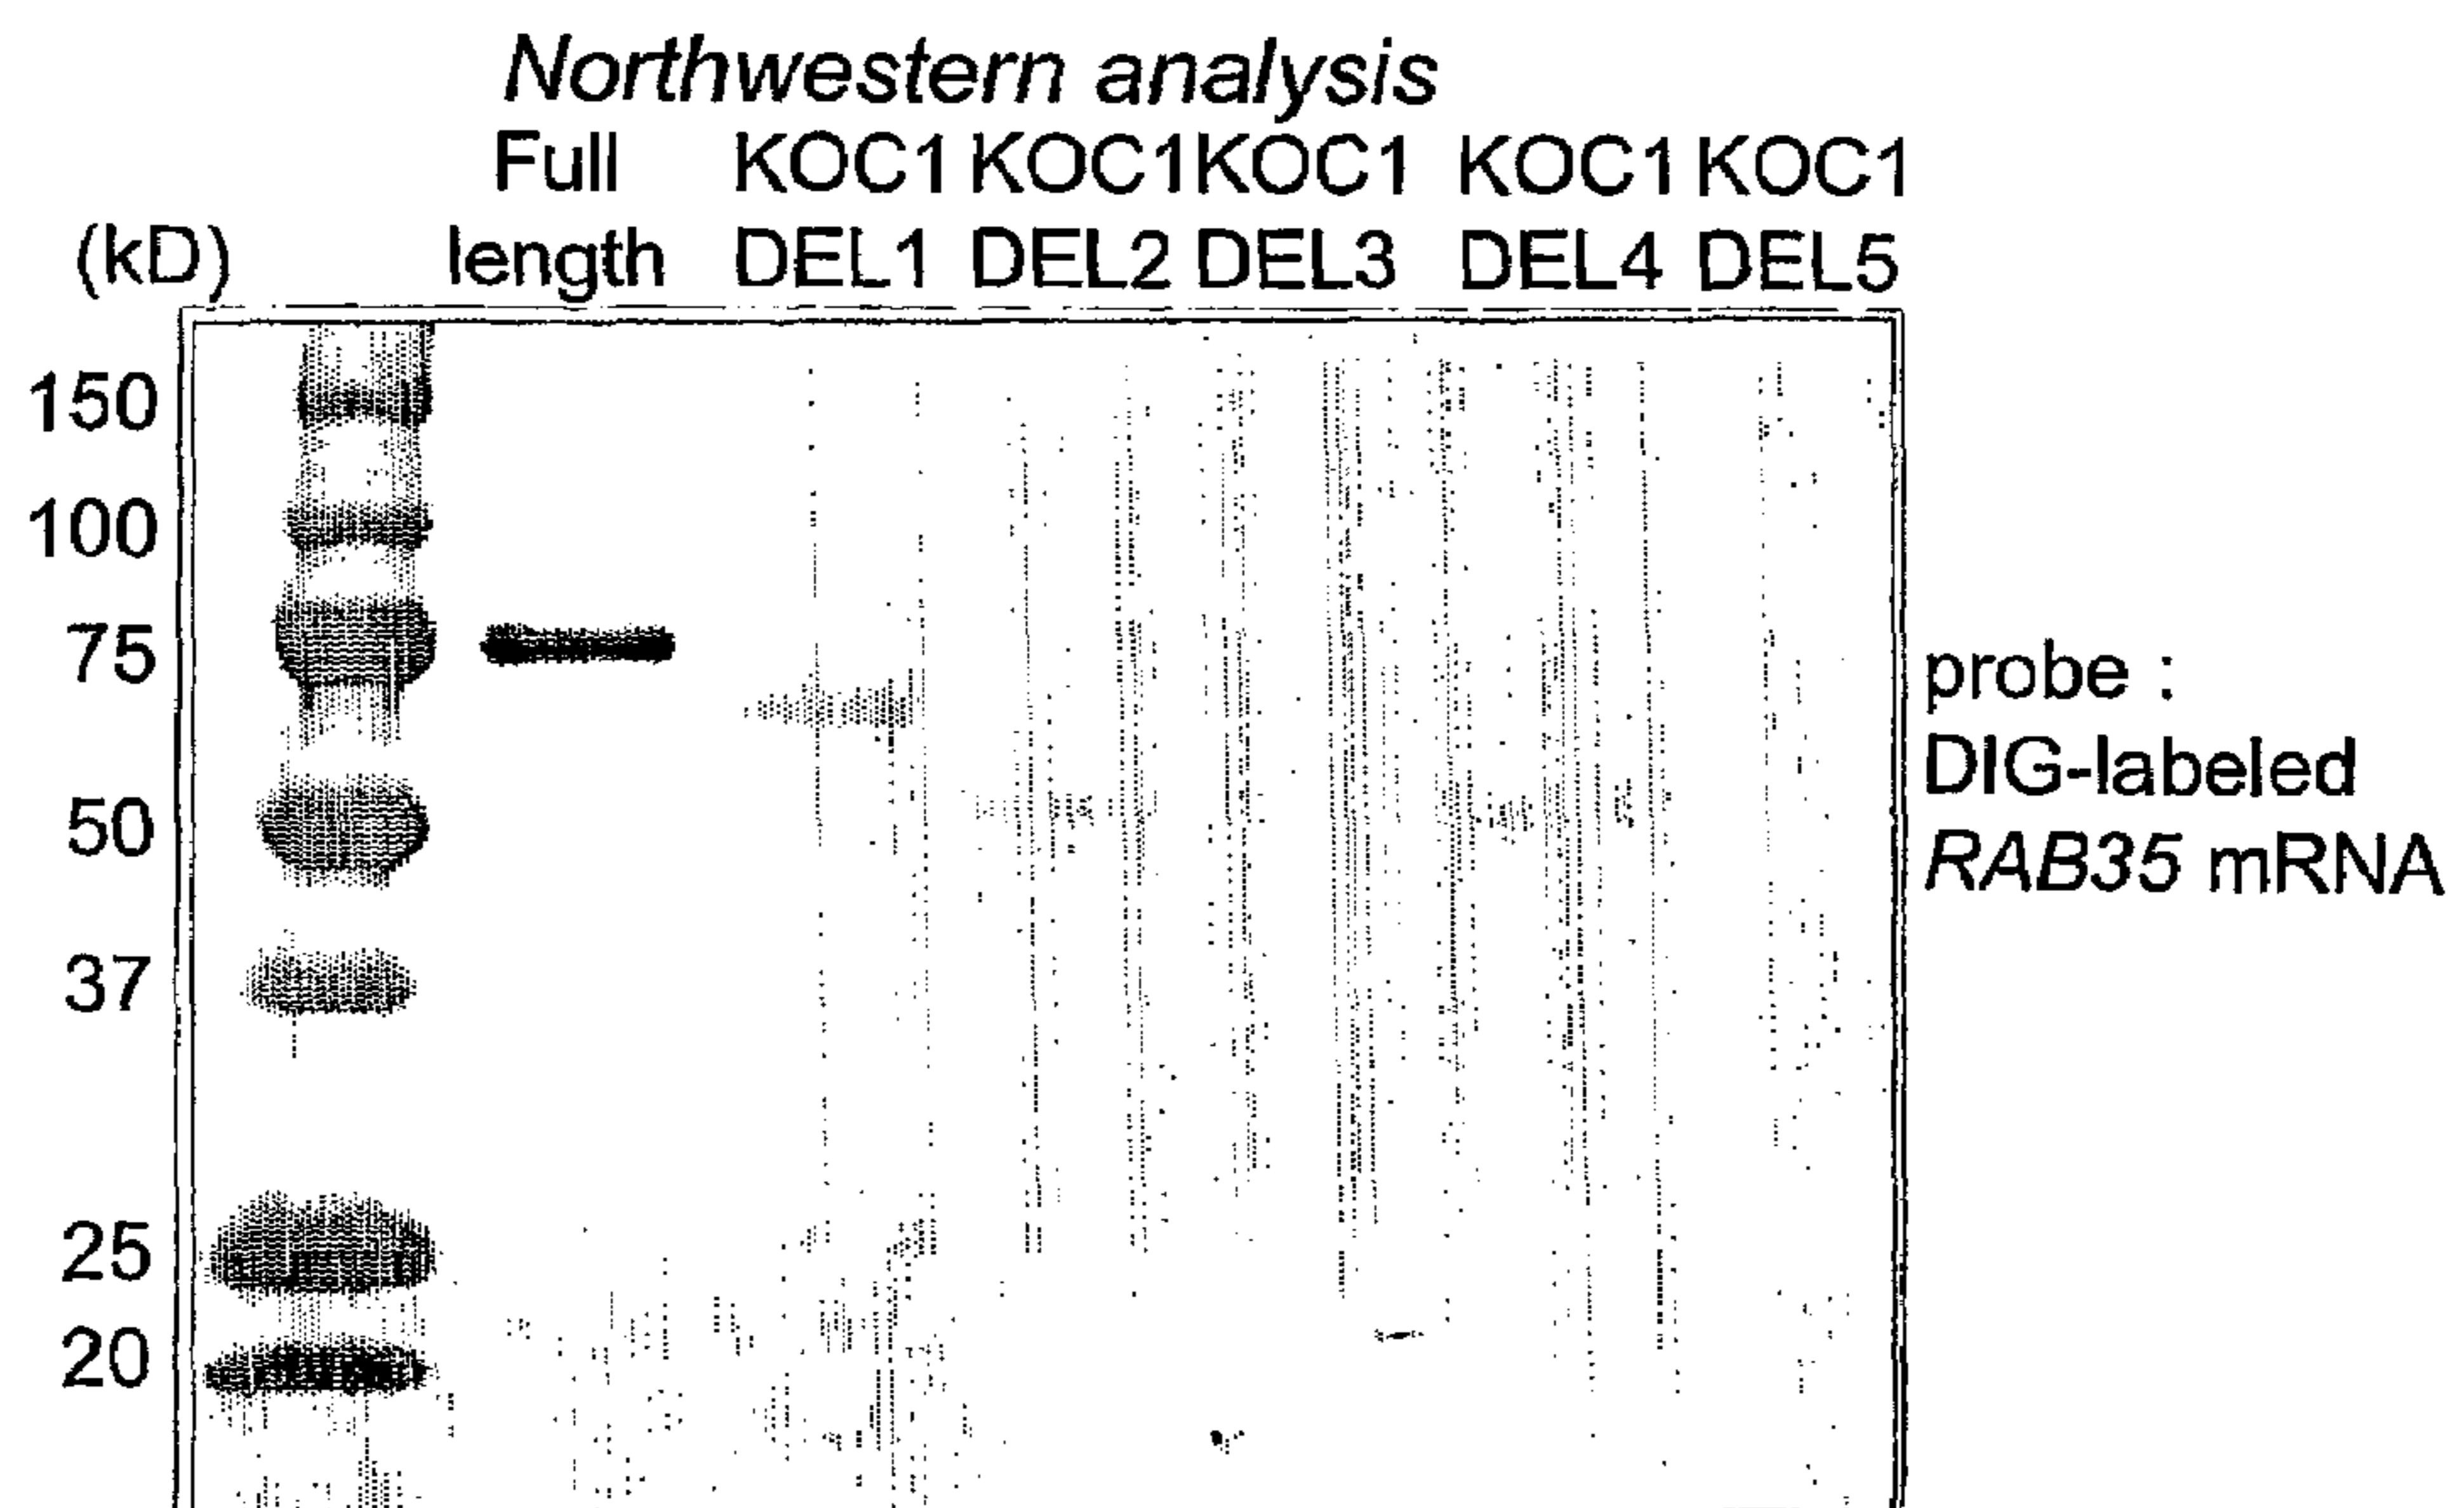 Northwestern analysis
Full KOC1 KOC1 KOC1 KOC1 KOC1
(kD) length DEL1 DEL2 DEL3 DEL4 DEL5
150
100
75
probe :
DIG-labeled
50
RAB35 mRNA
37
25
20